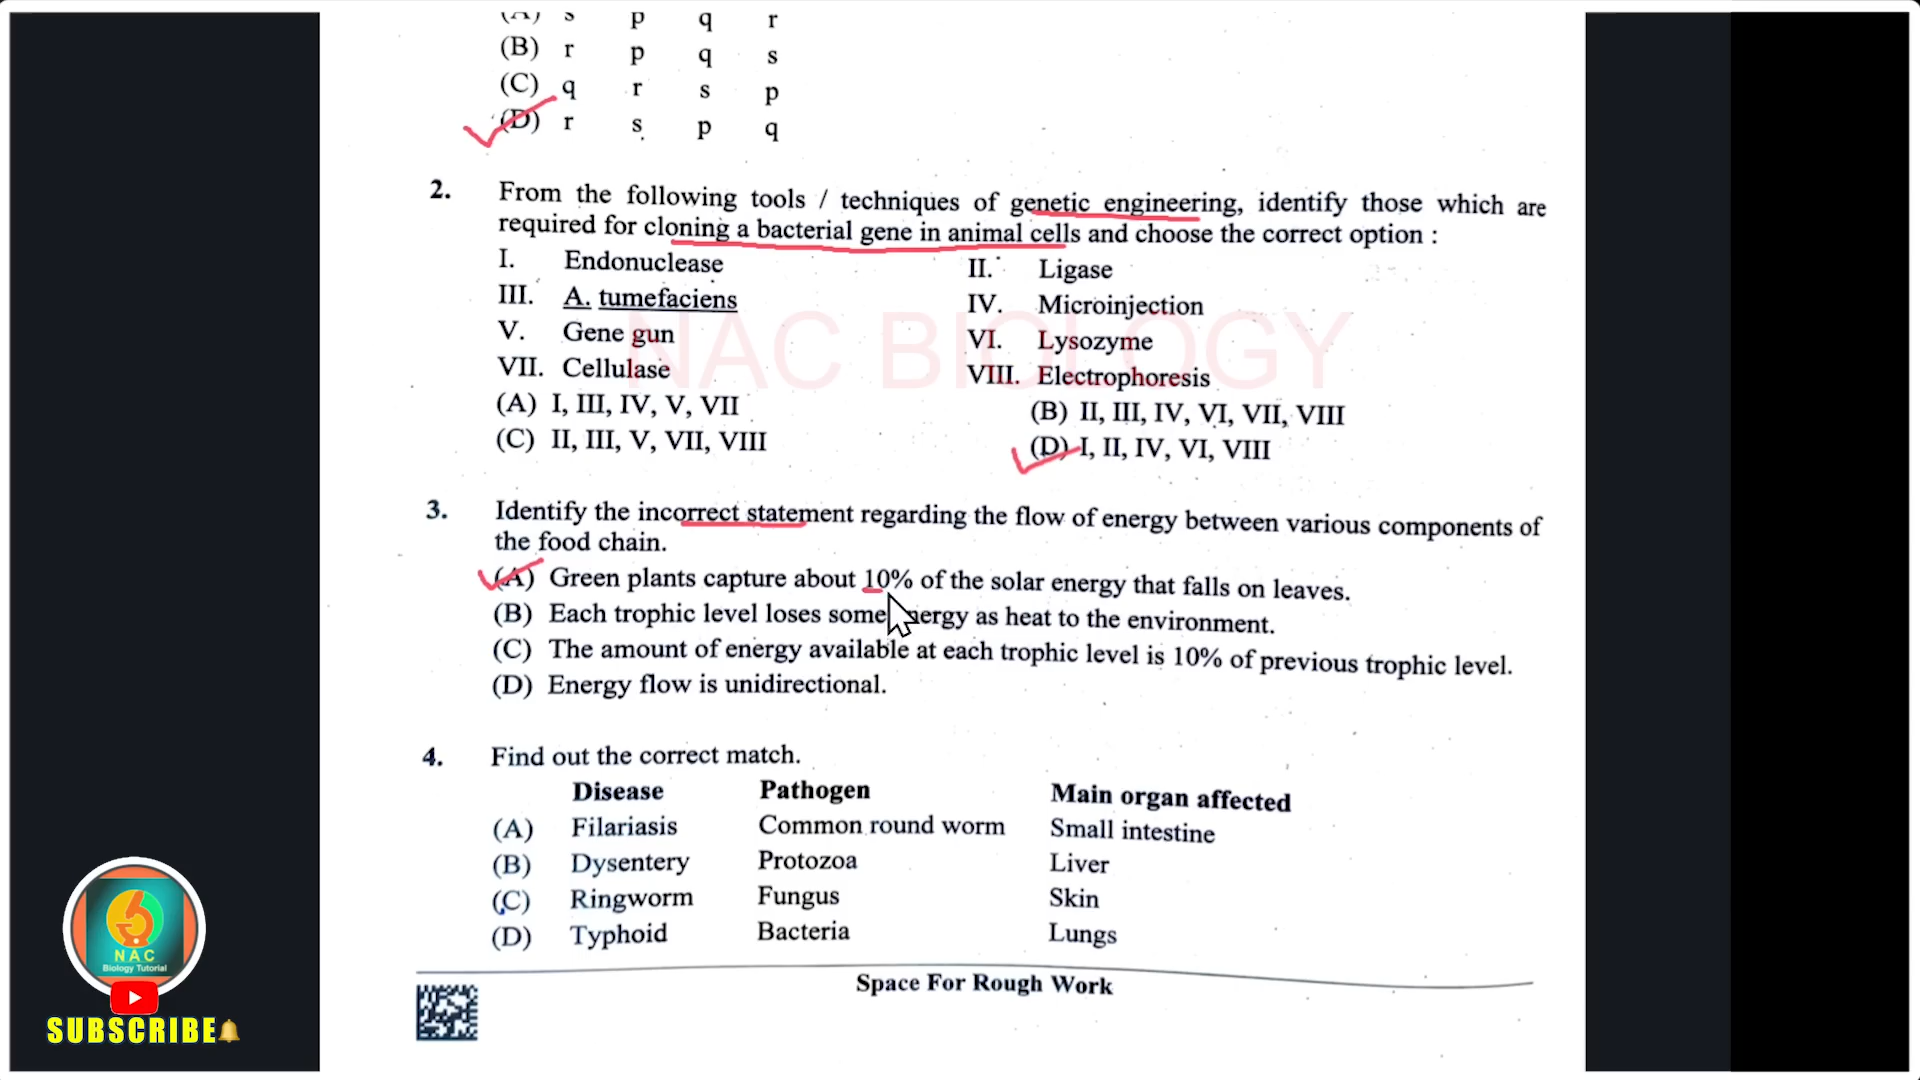 (A) s p q r
(B) r p q s
(C) q r s p
(D) r s p q
2. From the following tools / techniques of genetic engineering, identify those which are
required for cloning a bacterial gene in animal cells and choose the correct option :
I. Endonuclease II. Ligase
III. A. tumefaciens IV. Microinjection
V. Gene gun VI. Lysozyme
VII. Cellulase VIII. Electrophoresis
(A) I, III, IV, V, VII (B) II, III, IV, VI, VII, VIII
(C) II, III, V, VII, VIII (D) I, II, IV, VI, VIII
NAC BIOLOGY
3. Identify the incorrect statement regarding the flow of energy between various components of
the food chain.
(A) Green plants capture about 10% of the solar energy that falls on leaves.
(B) Each trophic level loses some energy as heat to the environment.
(C) The amount of energy available at each trophic level is 10% of previous trophic level.
(D) Energy flow is unidirectional.
4. Find out the correct match.
Disease Pathogen Main organ affected
(A) Filariasis Common round worm Small intestine
(B) Dysentery Protozoa Liver
(C) Ringworm Fungus Skin
(D) Typhoid Bacteria Lungs
Space For Rough Work
NAC
Biology Tutorial
SUBSCRIBE